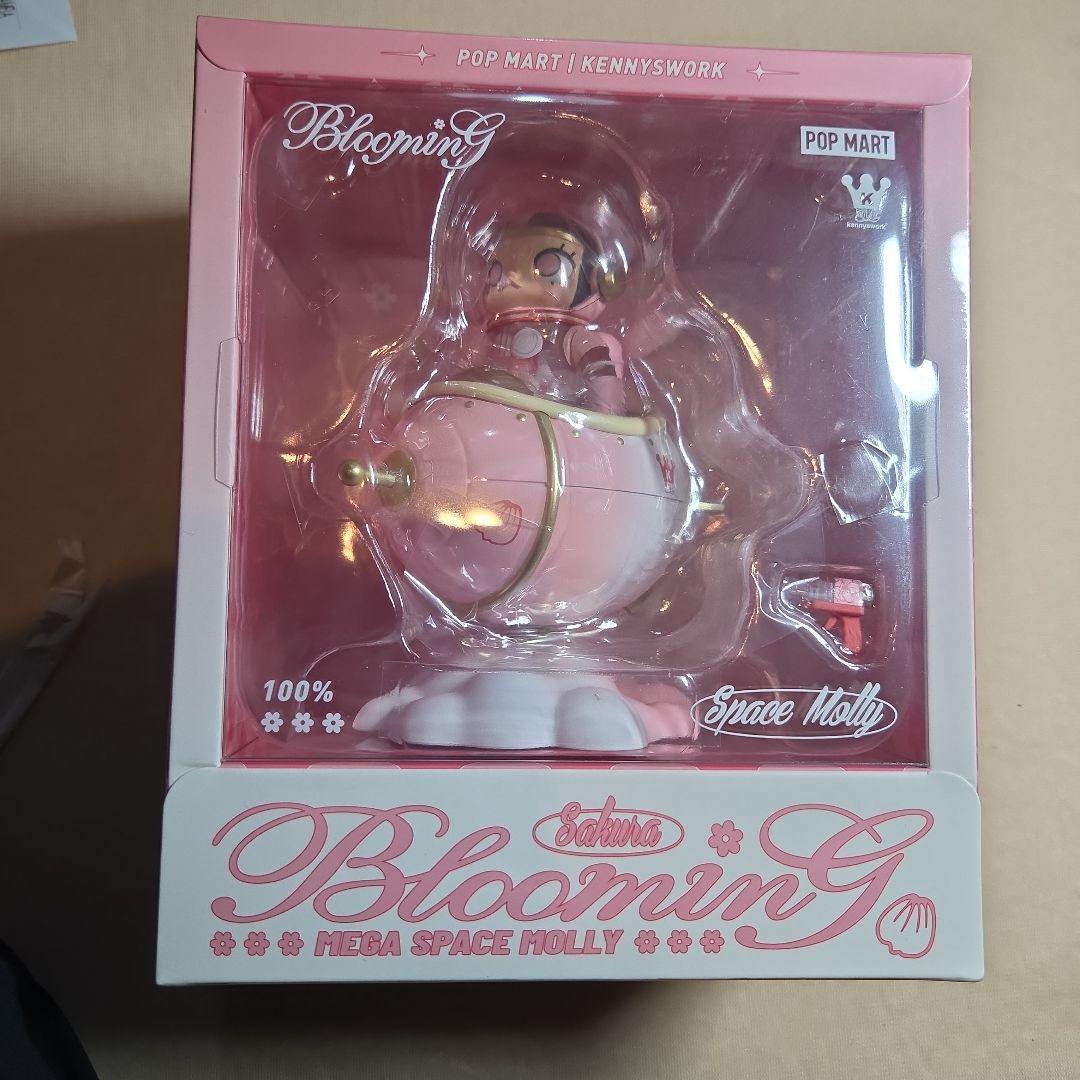 POP MART | KENNYSWORK
BloominG
POP MART
kennyswork
100%
Space Molly
Sakura
BloominG
MEGA SPACE MOLLY